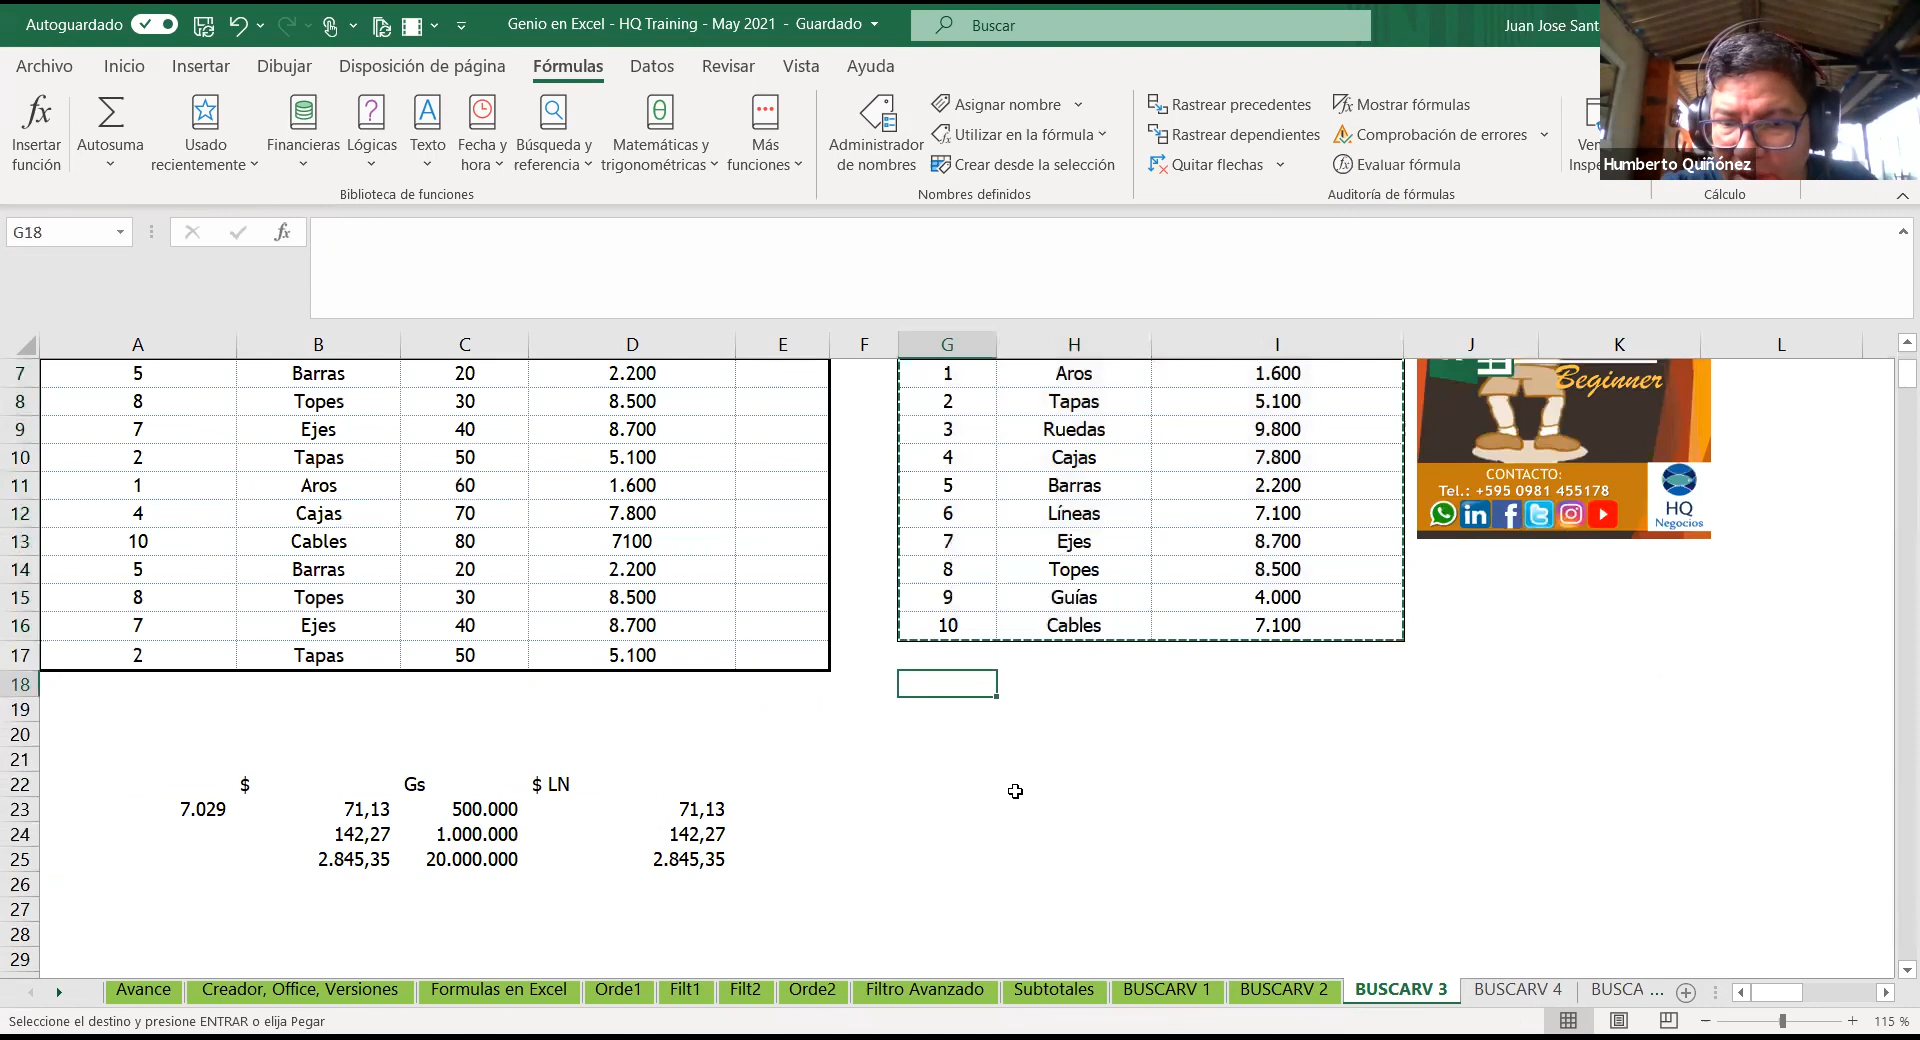 Autoguardado
Genio en Excel - HQ Training - May 2021 - Guardado
Buscar
Juan Jose Sant
Archivo Inicio Insertar Dibujar Disposición de página Fórmulas Datos Revisar Vista Ayuda
Insertar función
Autosuma
Usado recientemente
Financieras
Lógicas
Texto
Fecha y hora
Búsqueda y referencia
Matemáticas y trigonométricas
Más funciones
Biblioteca de funciones
Administrador de nombres
Asignar nombre
Utilizar en la fórmula
Crear desde la selección
Nombres definidos
Rastrear precedentes
Rastrear dependientes
Quitar flechas
Mostrar fórmulas
Comprobación de errores
Evaluar fórmula
Auditoría de fórmulas
Cálculo
Humberto Quiñónez
G18
A B C D E F G H I J K L
7 5 Barras 20 2.200 1 Aros 1.600
8 8 Topes 30 8.500 2 Tapas 5.100
9 7 Ejes 40 8.700 3 Ruedas 9.800
10 2 Tapas 50 5.100 4 Cajas 7.800
11 1 Aros 60 1.600 5 Barras 2.200
12 4 Cajas 70 7.800 6 Líneas 7.100
13 10 Cables 80 7100 7 Ejes 8.700
14 5 Barras 20 2.200 8 Topes 8.500
15 8 Topes 30 8.500 9 Guías 4.000
16 7 Ejes 40 8.700 10 Cables 7.100
17 2 Tapas 50 5.100
18
19
20
21
22 $ Gs $ LN
23 7.029 71,13 500.000 71,13
24 142,27 1.000.000 142,27
25 2.845,35 20.000.000 2.845,35
26
27
28
29
Beginner
CONTACTO:
Tel.: +595 0981 455178
HQ
Negocios
Avance Creador, Office, Versiones Formulas en Excel Orde1 Filt1 Filt2 Orde2 Filtro Avanzado Subtotales BUSCARV 1 BUSCARV 2 BUSCARV 3 BUSCARV 4 BUSCA ...
Seleccione el destino y presione ENTRAR o elija Pegar
115 %